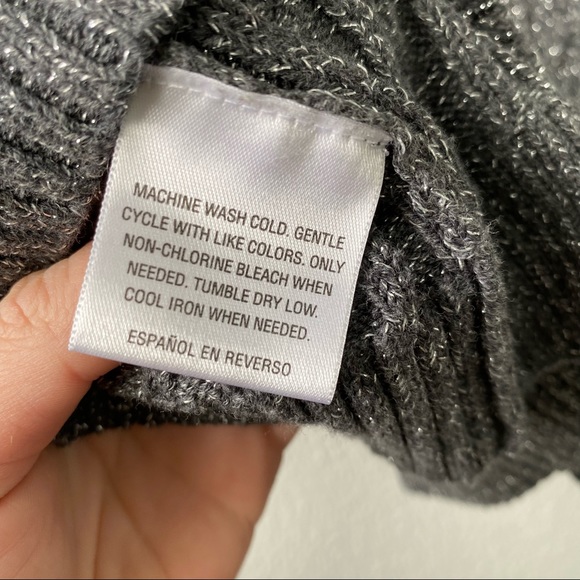 MACHINE WASH COLD. GENTLE
CYCLE WITH LIKE COLORS. ONLY
NON-CHLORINE BLEACH WHEN
NEEDED. TUMBLE DRY LOW.
COOL IRON WHEN NEEDED.
ESPAÑOL EN REVERSO